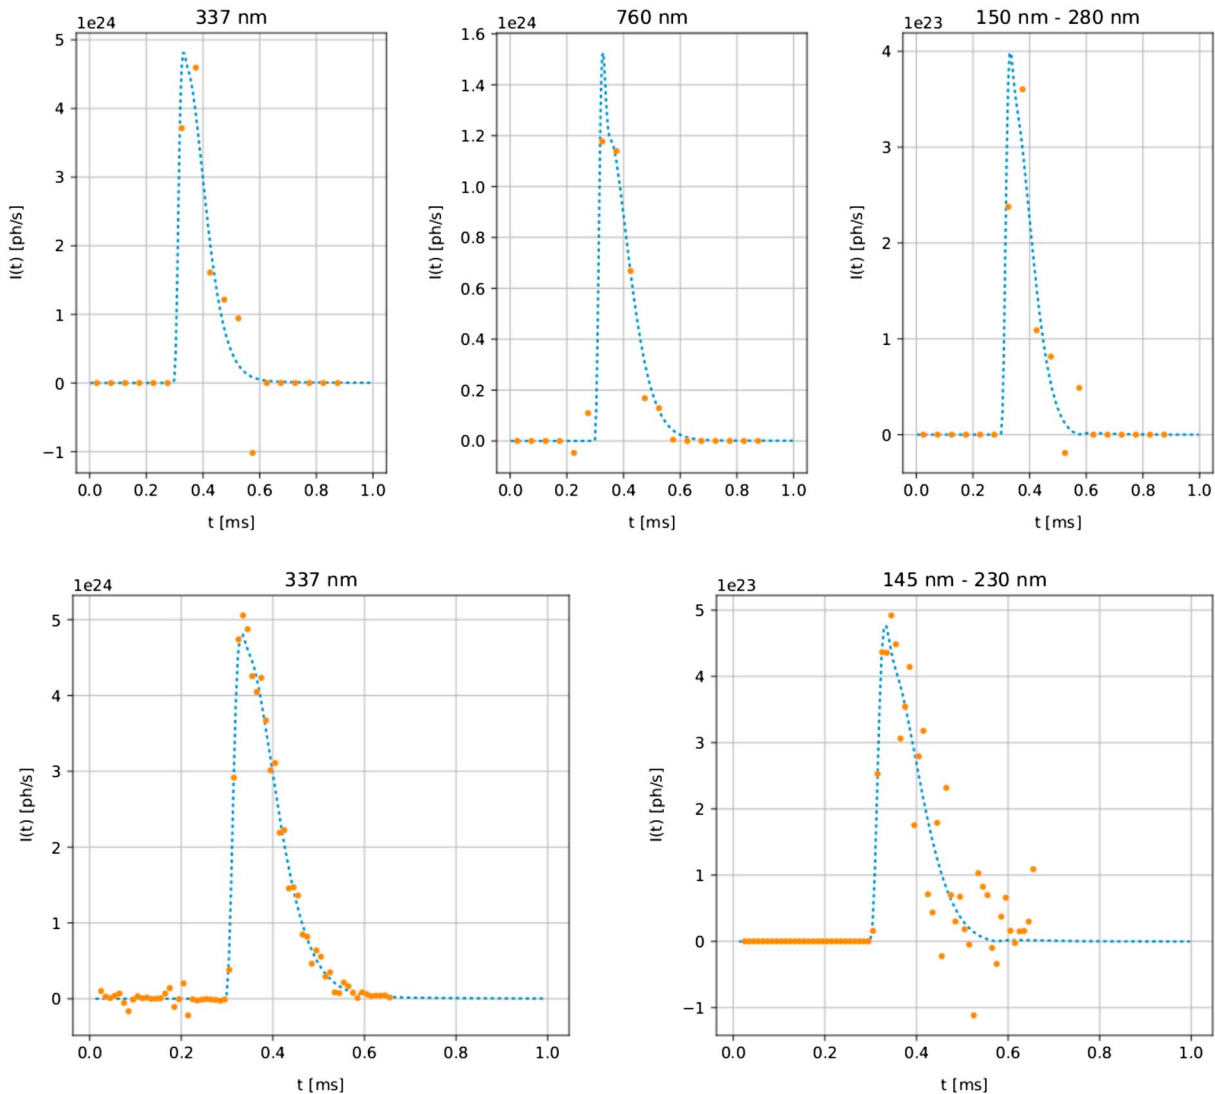 337 nm
1e24
5
4
3
2
1
0
−1
I(t) [ph/s]
0.0 0.2 0.4 0.6 0.8 1.0
t [ms]
760 nm
1e24
1.6
1.4
1.2
1.0
0.8
0.6
0.4
0.2
0.0
I(t) [ph/s]
0.0 0.2 0.4 0.6 0.8 1.0
t [ms]
150 nm - 280 nm
1e23
4
3
2
1
0
I(t) [ph/s]
0.0 0.2 0.4 0.6 0.8 1.0
t [ms]
337 nm
1e24
5
4
3
2
1
0
I(t) [ph/s]
0.0 0.2 0.4 0.6 0.8 1.0
t [ms]
145 nm - 230 nm
1e23
5
4
3
2
1
0
−1
I(t) [ph/s]
0.0 0.2 0.4 0.6 0.8 1.0
t [ms]